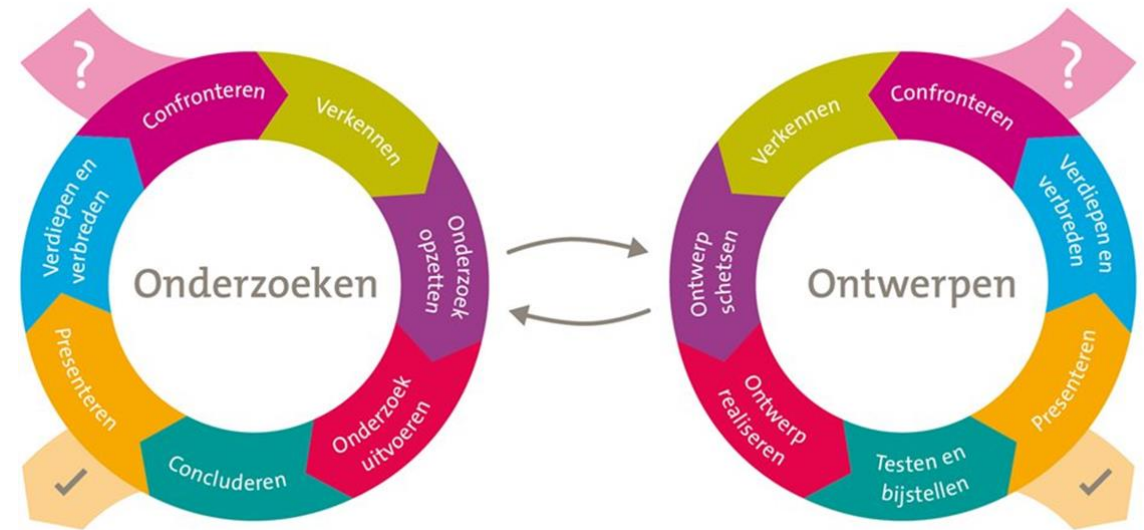 ?
Confronteren
Verkennen
Onderzoek
opzetten
Onderzoek
uitvoeren
Concluderen
Presenteren
Verdiepen en
verbreden
Onderzoeken
?
Confronteren
Verkennen
Ontwerp
schetsen
Ontwerp
realiseren
Testen en
bijstellen
Presenteren
Verdiepen en
verbreden
Ontwerpen